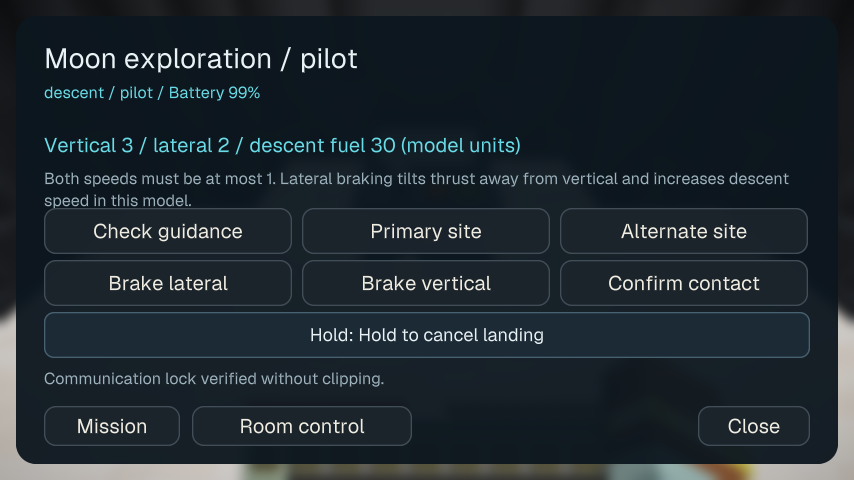 Moon exploration / pilot
descent / pilot / Battery 99%
Vertical 3 / lateral 2 / descent fuel 30 (model units)
Both speeds must be at most 1. Lateral braking tilts thrust away from vertical and increases descent
speed in this model.
Check guidance
Primary site
Alternate site
Brake lateral
Brake vertical
Confirm contact
Hold: Hold to cancel landing
Communication lock verified without clipping.
Mission
Room control
Close